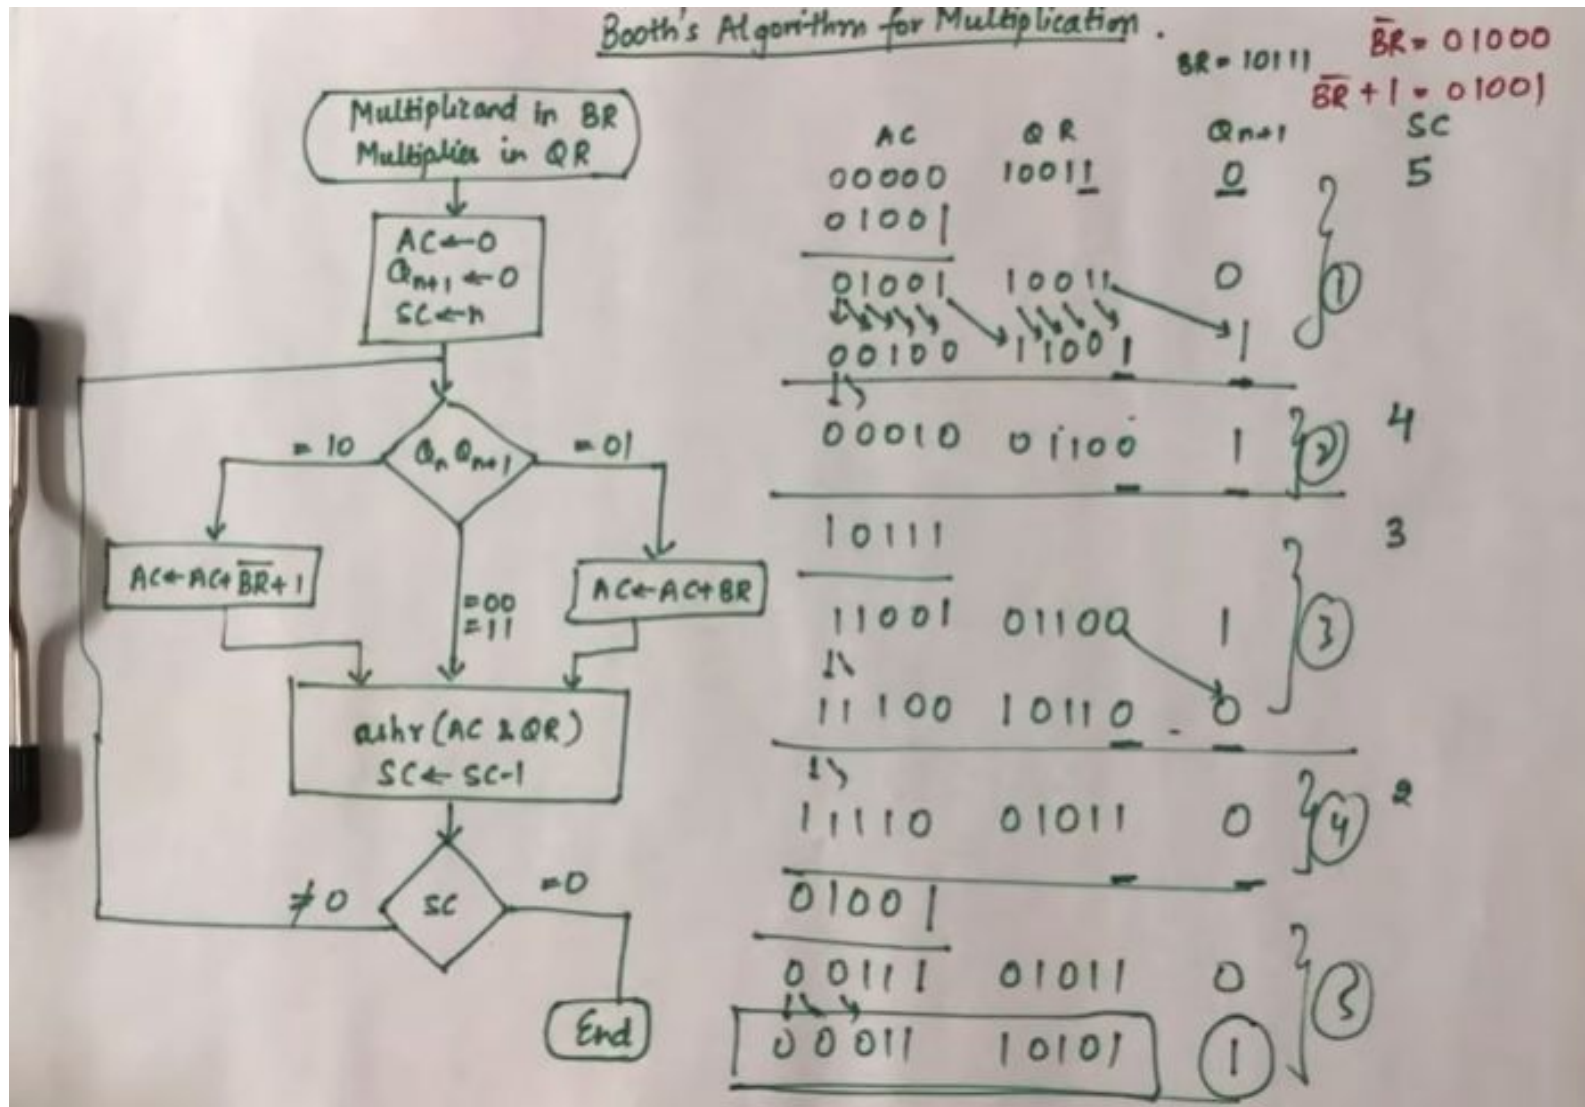 Booth's Algorithm for Multiplication.
BR = 10111
B̅R̅ = 01000
B̅R̅ + 1 = 01001
Multiplicand in BR
Multiplier in QR
AC ← 0
Qn+1 ← 0
SC ← n
Qn Qn+1
= 10
= 01
AC ← AC + B̅R̅ + 1
= 00
= 11
AC ← AC + BR
ashr (AC & QR)
SC ← SC-1
SC
≠ 0
= 0
End
AC QR Qn+1 SC
00000 10011 0 5
01001
01001 10011 0
1
00100 11001 1
00010 01100 1 2 4
10111 3
11001 01100 1 3
11100 10110 0
11110 01011 0 4 2
01001
00111 01011 0 5
00011 10101 1